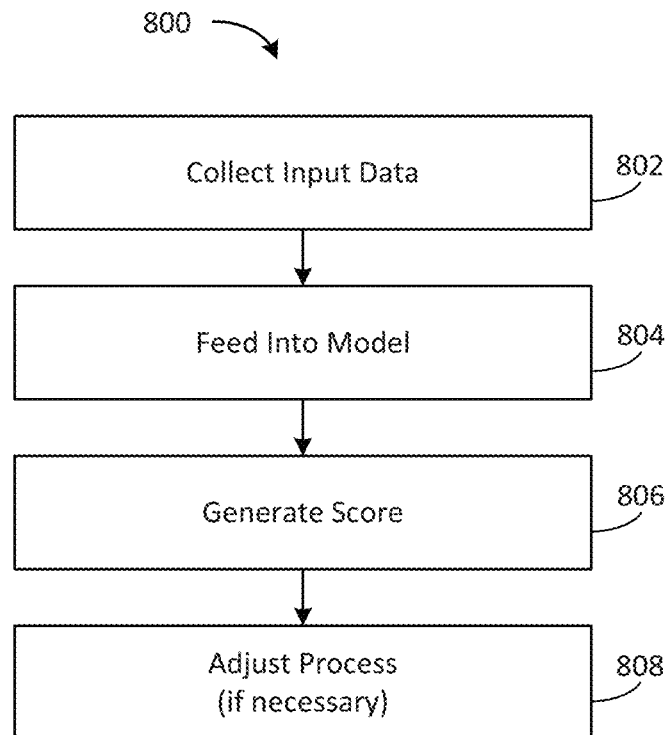 800
Collect Input Data
802
Feed Into Model
804
Generate Score
806
Adjust Process
(if necessary)
808